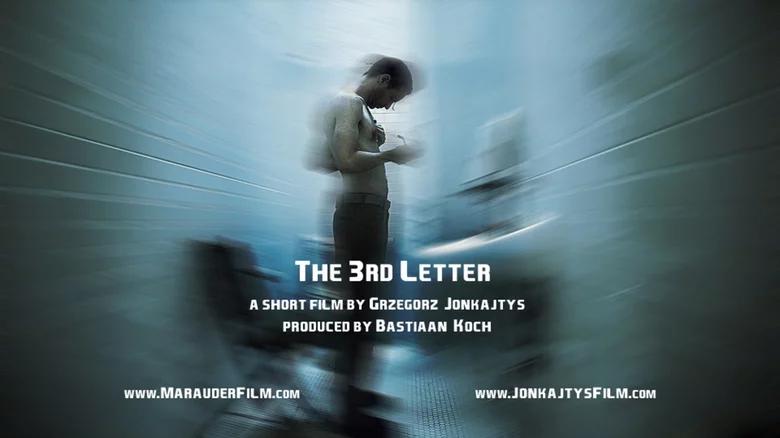 The 3rd Letter
a short film by Grzegorz Jonkajtys
produced by Bastiaan Koch
www.MarauderFilm.com
www.JonkajtysFilm.com